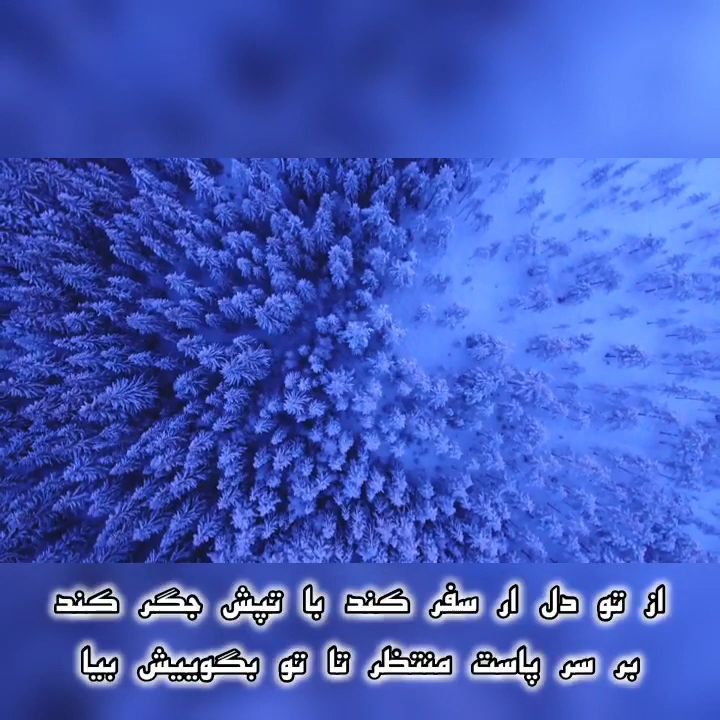 از تو دل ار سفر کند با تپش جگر کند
بر سر پاست منتظر تا تو بگوییش بیا